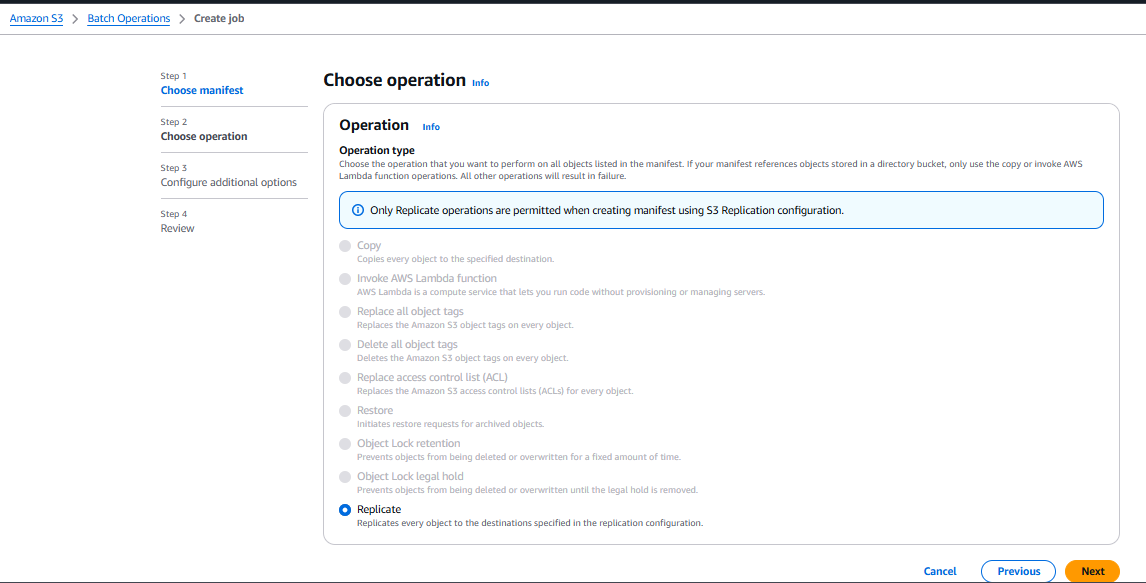 Amazon S3 > Batch Operations > Create job
Step 1
Choose manifest
Step 2
Choose operation
Step 3
Configure additional options
Step 4
Review
Choose operation Info
Operation Info
Operation type
Choose the operation that you want to perform on all objects listed in the manifest. If your manifest references objects stored in a directory bucket, only use the copy or invoke AWS
Lambda function operations. All other operations will result in failure.
Only Replicate operations are permitted when creating manifest using S3 Replication configuration.
Copy
Copies every object to the specified destination.
Invoke AWS Lambda function
AWS Lambda is a compute service that lets you run code without provisioning or managing servers.
Replace all object tags
Replaces the Amazon S3 object tags on every object.
Delete all object tags
Deletes the Amazon S3 object tags on every object.
Replace access control list (ACL)
Replaces the Amazon S3 access control lists (ACLs) for every object.
Restore
Initiates restore requests for archived objects.
Object Lock retention
Prevents objects from being deleted or overwritten for a fixed amount of time.
Object Lock legal hold
Prevents objects from being deleted or overwritten until the legal hold is removed.
Replicate
Replicates every object to the destinations specified in the replication configuration.
Cancel Previous Next